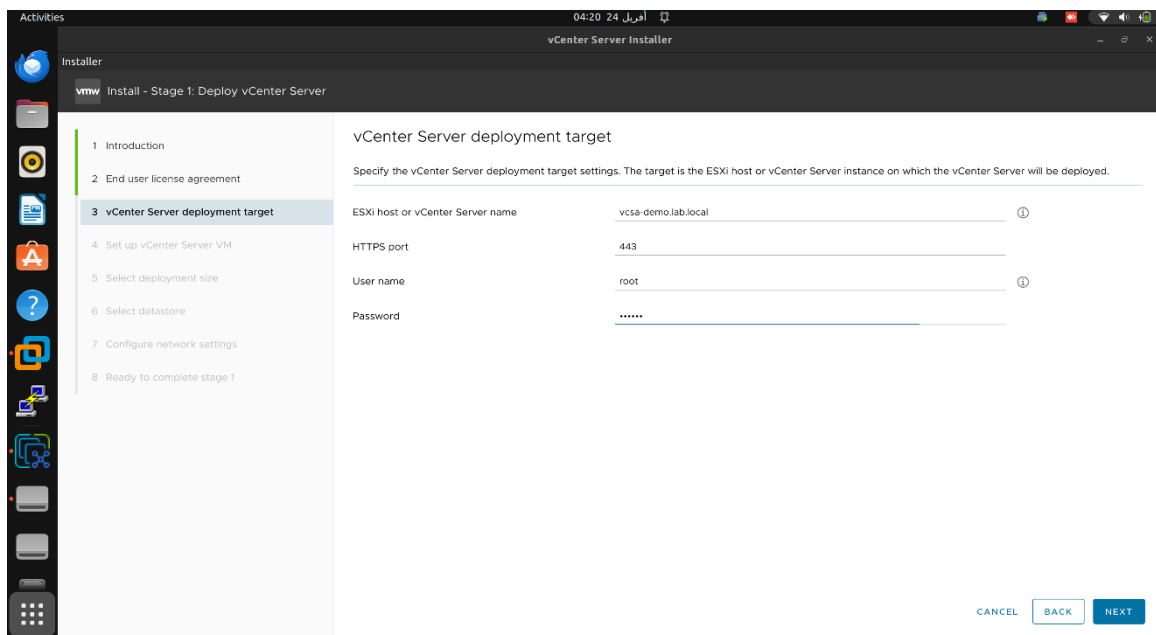 Activities
04:20 24 أفريل
vCenter Server Installer
Installer
vmw Install - Stage 1: Deploy vCenter Server
1 Introduction
2 End user license agreement
3 vCenter Server deployment target
4 Set up vCenter Server VM
5 Select deployment size
6 Select datastore
7 Configure network settings
8 Ready to complete stage 1
vCenter Server deployment target
Specify the vCenter Server deployment target settings. The target is the ESXi host or vCenter Server instance on which the vCenter Server will be deployed.
ESXi host or vCenter Server name vcsa-demo.lab.local
HTTPS port 443
User name root
Password ••••••
CANCEL BACK NEXT